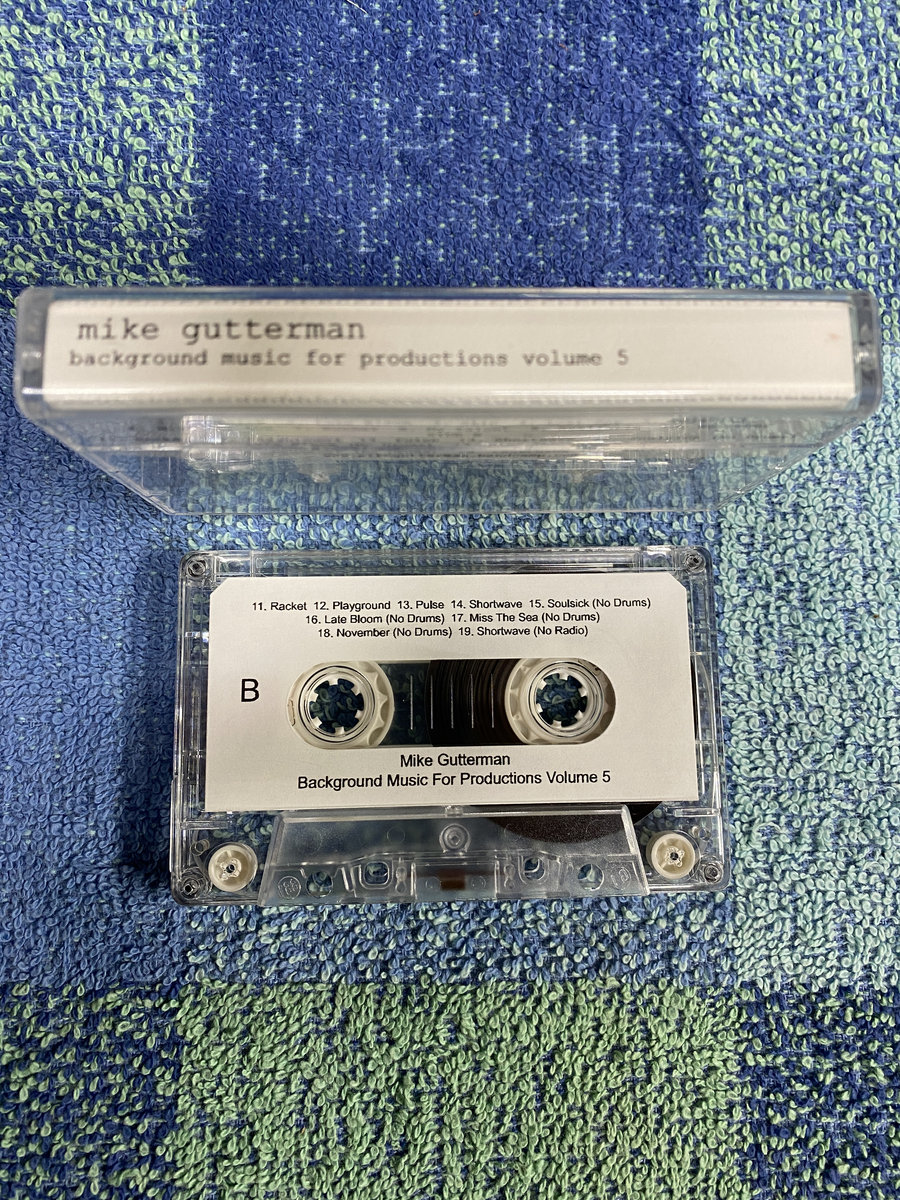 mike gutterman
background music for productions volume 5
11. Racket 12. Playground 13. Pulse 14. Shortwave 15. Soulsick (No Drums)
16. Late Bloom (No Drums) 17. Miss The Sea (No Drums)
18. November (No Drums) 19. Shortwave (No Radio)
B
Mike Gutterman
Background Music For Productions Volume 5